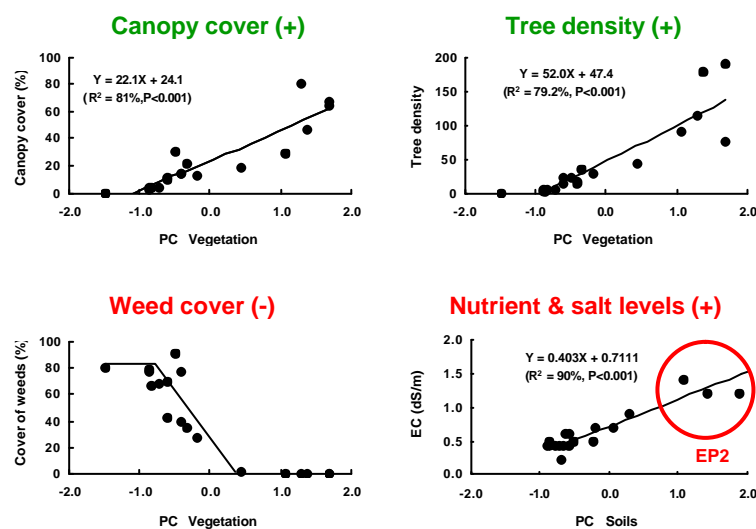 Canopy cover (+)
Canopy cover (%)
100
80
60
40
20
0
Y = 22.1X + 24.1
(R² = 81%,P<0.001)
-2.0 -1.0 0.0 1.0 2.0
PC Vegetation
Tree density (+)
Tree density
200
150
100
50
0
Y = 52.0X + 47.4
(R² = 79.2%, P<0.001)
-2.0 -1.0 0.0 1.0 2.0
PC Vegetation
Weed cover (-)
Cover of weeds (%)
100
80
60
40
20
0
-2.0 -1.0 0.0 1.0 2.0
PC Vegetation
Nutrient & salt levels (+)
EC (dS/m)
2.0
1.5
1.0
0.5
0.0
Y = 0.403X + 0.7111
(R² = 90%, P<0.001)
EP2
-2.0 -1.0 0.0 1.0 2.0
PC Soils